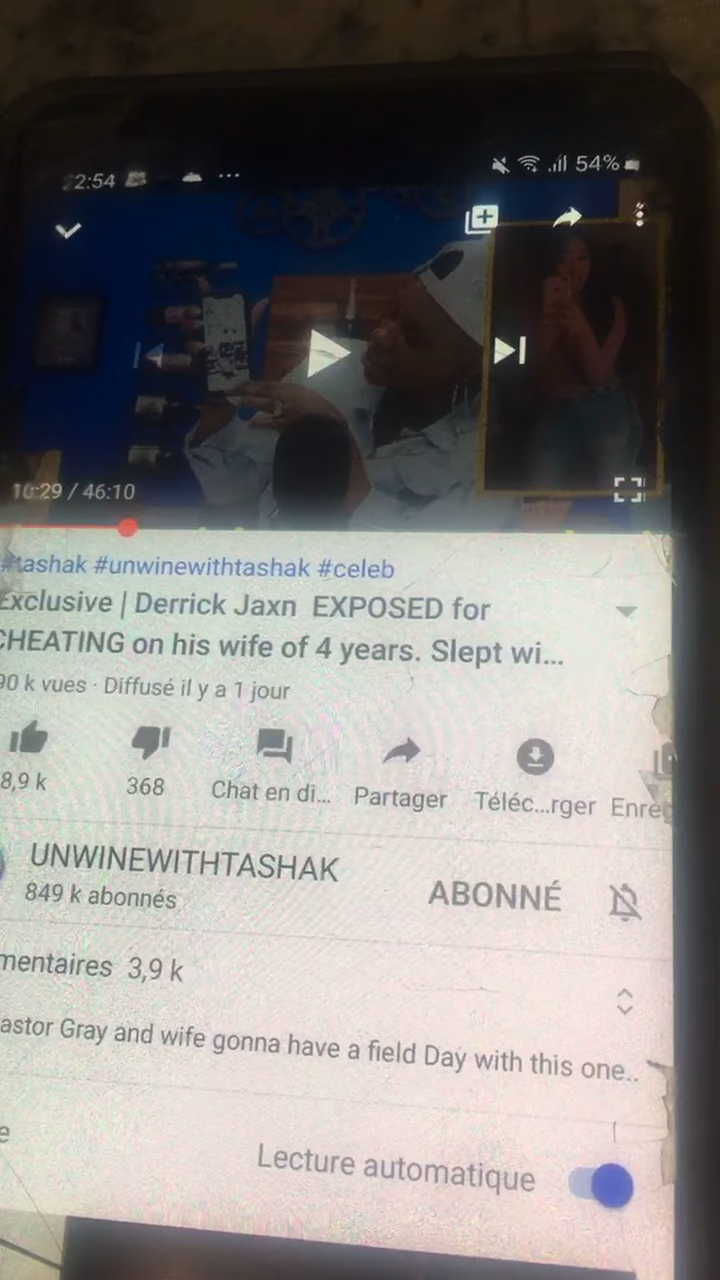 2:54 ... 54%
10:29 / 46:10
#tashak #unwinewithtashak #celeb
Exclusive | Derrick Jaxn EXPOSED for
CHEATING on his wife of 4 years. Slept wi...
90 k vues · Diffusé il y a 1 jour
8,9 k 368 Chat en di... Partager Téléc...rger Enreg
UNWINEWITHTASHAK
849 k abonnés ABONNÉ
mentaires 3,9 k
astor Gray and wife gonna have a field Day with this one..
e
Lecture automatique